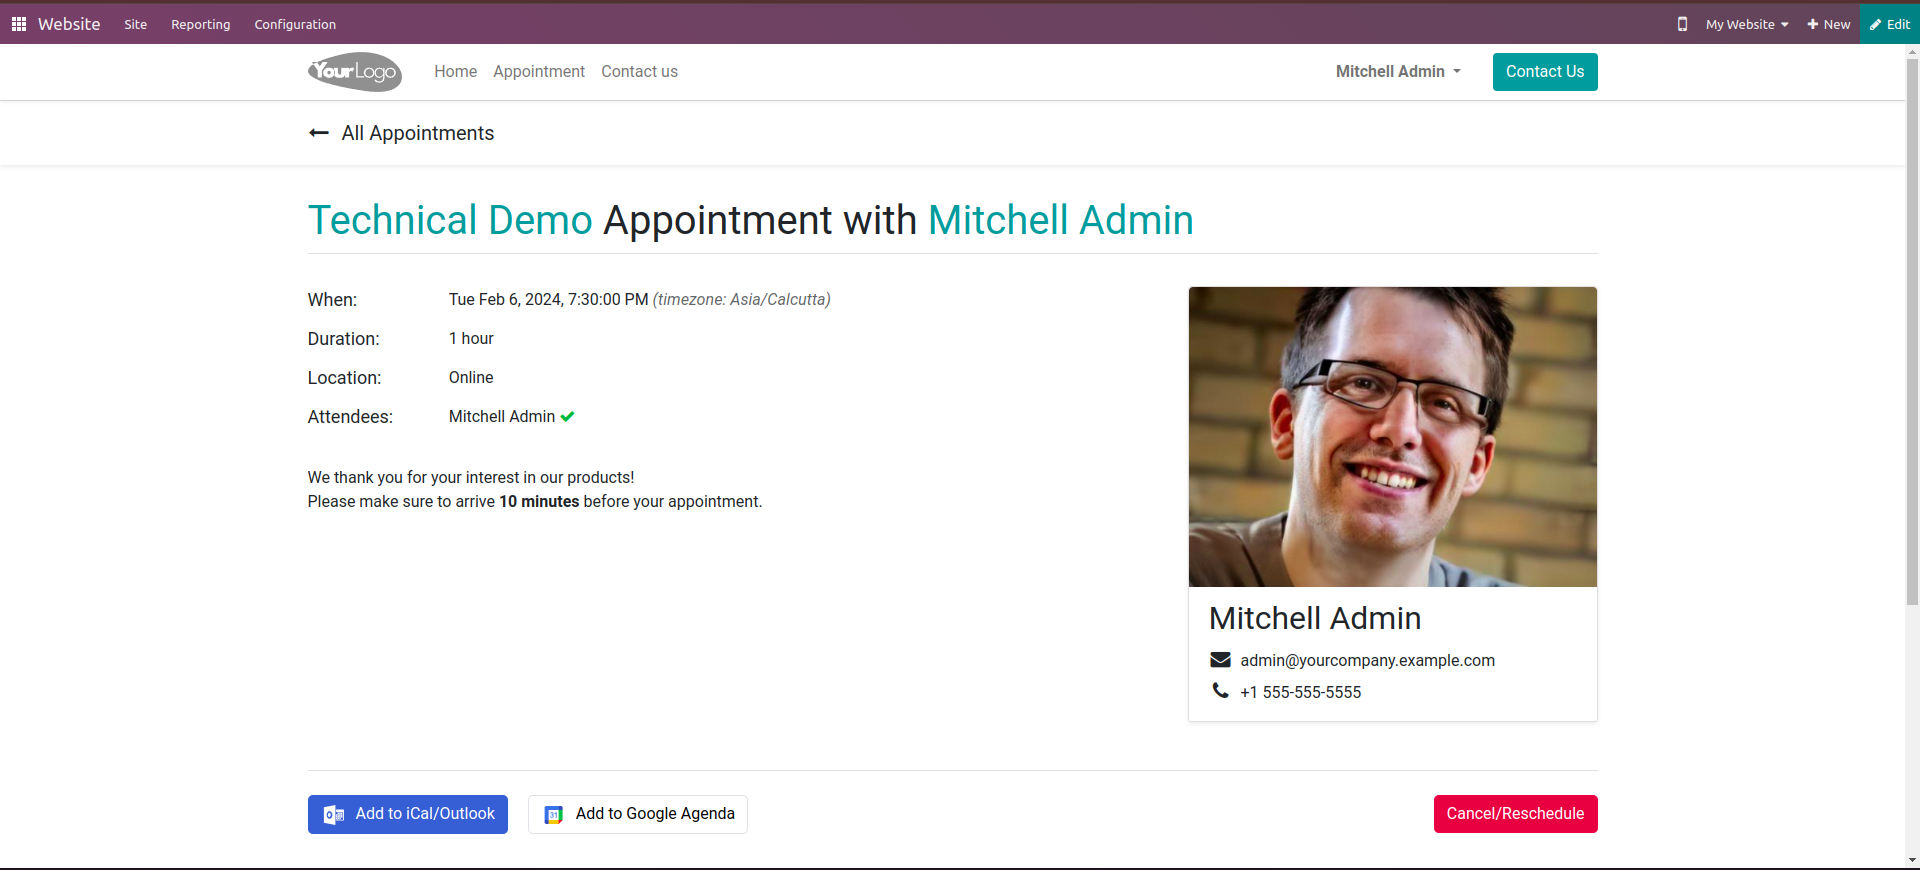 Website Site Reporting Configuration My Website New Edit
YourLogo Home Appointment Contact us Mitchell Admin Contact Us
All Appointments
Technical Demo Appointment with Mitchell Admin
When: Tue Feb 6, 2024, 7:30:00 PM (timezone: Asia/Calcutta)
Duration: 1 hour
Location: Online
Attendees: Mitchell Admin
We thank you for your interest in our products!
Please make sure to arrive 10 minutes before your appointment.
Mitchell Admin
admin@yourcompany.example.com
+1 555-555-5555
Add to iCal/Outlook 31 Add to Google Agenda Cancel/Reschedule